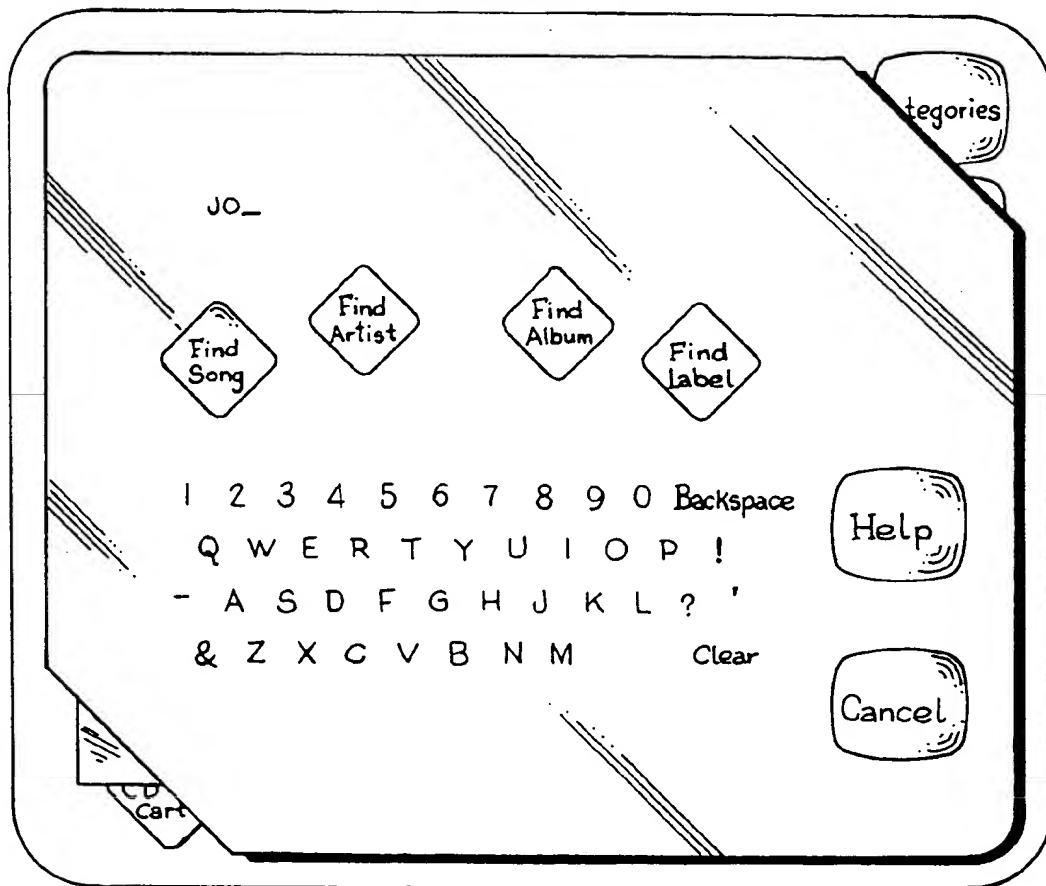 tegories
JO_
Find Song
Find Artist
Find Album
Find Label
1 2 3 4 5 6 7 8 9 0 Backspace
Q W E R T Y U I O P !
- A S D F G H J K L ? '
& Z X C V B N M Clear
Help
Cancel
CD
Cart